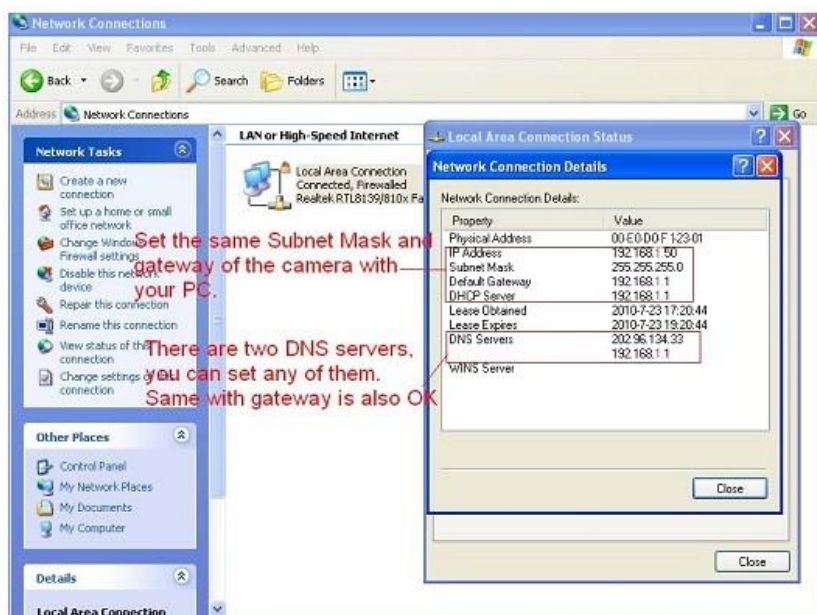 Network Connections
File Edit View Favorites Tools Advanced Help
Back Search Folders
Address Network Connections Go
Network Tasks
Create a new
connection
Set up a home or small
office network
Change Windows
Firewall settings
Disable this network
device
Repair this connection
Rename this connection
View status of this
connection
Change settings of this
connection
Other Places
Control Panel
My Network Places
My Documents
My Computer
Details
Local Area Connection
LAN or High-Speed Internet
Local Area Connection
Connected, Firewalled
Realtek RTL8139/810x Fa
Set the same Subnet Mask and
gateway of the camera with
your PC.
There are two DNS servers,
you can set any of them.
Same with gateway is also OK
Local Area Connection Status
Network Connection Details
Network Connection Details:
Property Value
Physical Address 00-E0-D0-F1-23-01
IP Address 192.168.1.50
Subnet Mask 255.255.255.0
Default Gateway 192.168.1.1
DHCP Server 192.168.1.1
Lease Obtained 2010-7-23 17:20:44
Lease Expires 2010-7-23 19:20:44
DNS Servers 202.96.134.33
192.168.1.1
WINS Server
Close
Close